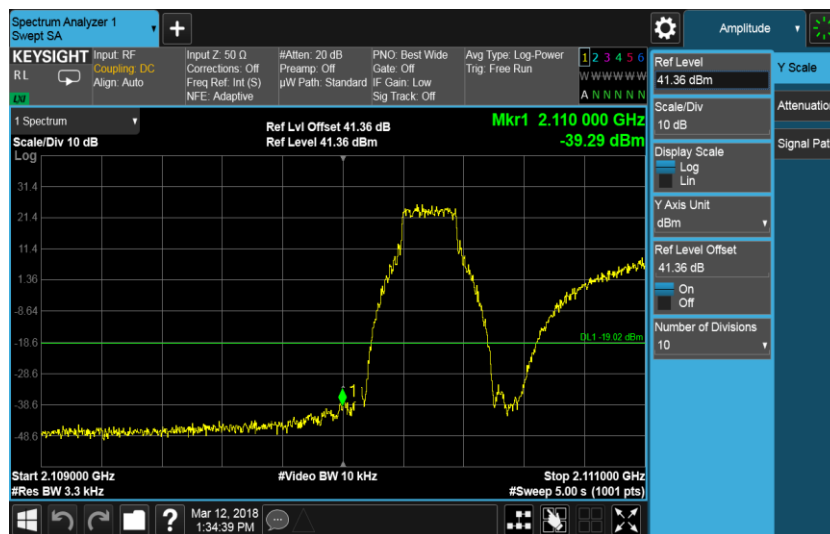 Spectrum Analyzer 1
Swept SA
Amplitude
KEYSIGHT
RL
LXI
Input: RF
Coupling: DC
Align: Auto
Input Z: 50 Ω
Corrections: Off
Freq Ref: Int (S)
NFE: Adaptive
#Atten: 20 dB
Preamp: Off
µW Path: Standard
PNO: Best Wide
Gate: Off
IF Gain: Low
Sig Track: Off
Avg Type: Log-Power
Trig: Free Run
1 2 3 4 5 6
W W W W W W
A N N N N N
1 Spectrum
Scale/Div 10 dB
Ref Lvl Offset 41.36 dB
Ref Level 41.36 dBm
Mkr1 2.110 000 GHz
-39.29 dBm
Log
31.4
21.4
11.4
1.36
-8.64
-18.6
-28.6
-38.6
-48.6
DL1 -19.02 dBm
1
Start 2.109000 GHz
#Res BW 3.3 kHz
#Video BW 10 kHz
Stop 2.111000 GHz
#Sweep 5.00 s (1001 pts)
Ref Level
41.36 dBm
Scale/Div
10 dB
Display Scale
Log
Lin
Y Axis Unit
dBm
Ref Level Offset
41.36 dB
On
Off
Number of Divisions
10
Y Scale
Attenuation
Signal Pat
Mar 12, 2018
1:34:39 PM